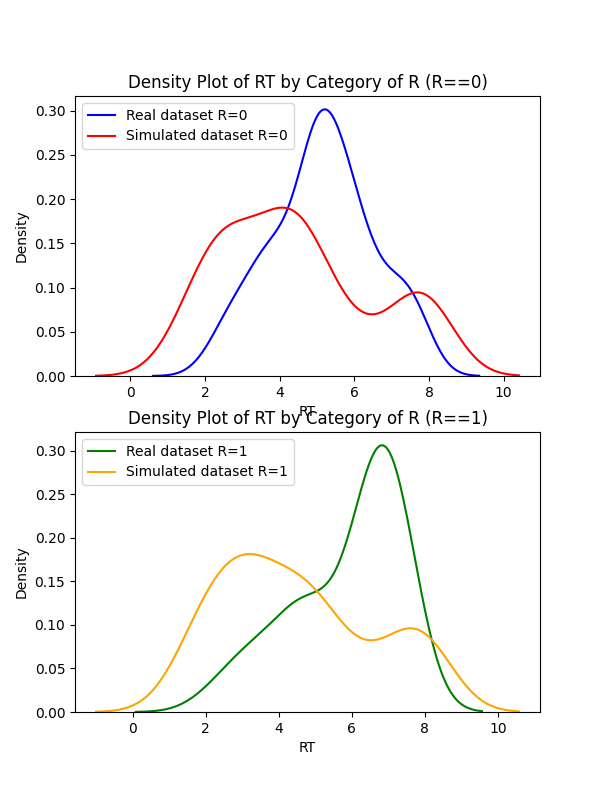 Density Plot of RT by Category of R (R==0)
Real dataset R=0
Simulated dataset R=0
Density
0.30
0.25
0.20
0.15
0.10
0.05
0.00
0 2 4 6 8 10
RT
Density Plot of RT by Category of R (R==1)
Real dataset R=1
Simulated dataset R=1
Density
0.30
0.25
0.20
0.15
0.10
0.05
0.00
0 2 4 6 8 10
RT